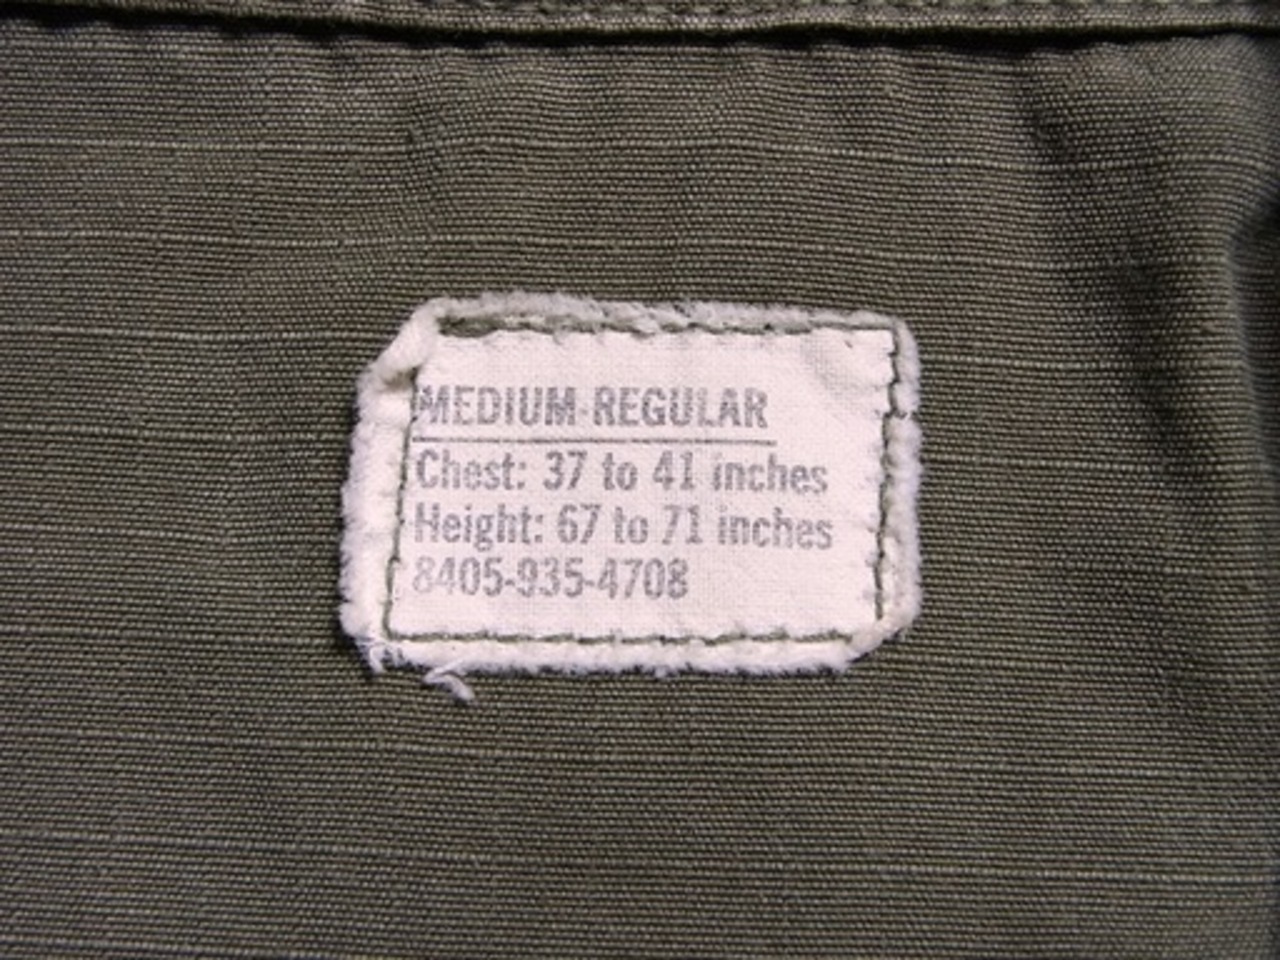 MEDIUM-REGULAR
Chest: 37 to 41 inches
Height: 67 to 71 inches
8405-935-4708